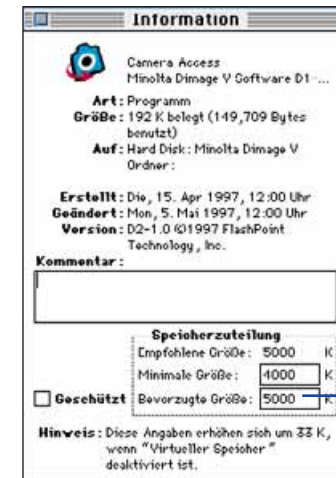 Information
Camera Access
Minolta Dimage V Software D1-...
Art: Programm
Größe: 192 K belegt (149,709 Bytes
benutzt)
Auf: Hard Disk: Minolta Dimage V
Ordner:
Erstellt: Die, 15. Apr 1997, 12:00 Uhr
Geändert: Mon, 5. Mai 1997, 12:00 Uhr
Version: D2-1.0 ©1997 FlashPoint
Technology, Inc.
Kommentar:
Speicherzuteilung
Empfohlene Größe: 5000 K
Minimale Größe: 4000 K
Geschützt Bevorzugte Größe: 5000 K
Hinweis: Diese Angaben erhöhen sich um 33 K,
wenn "Virtueller Speicher"
deaktiviert ist.